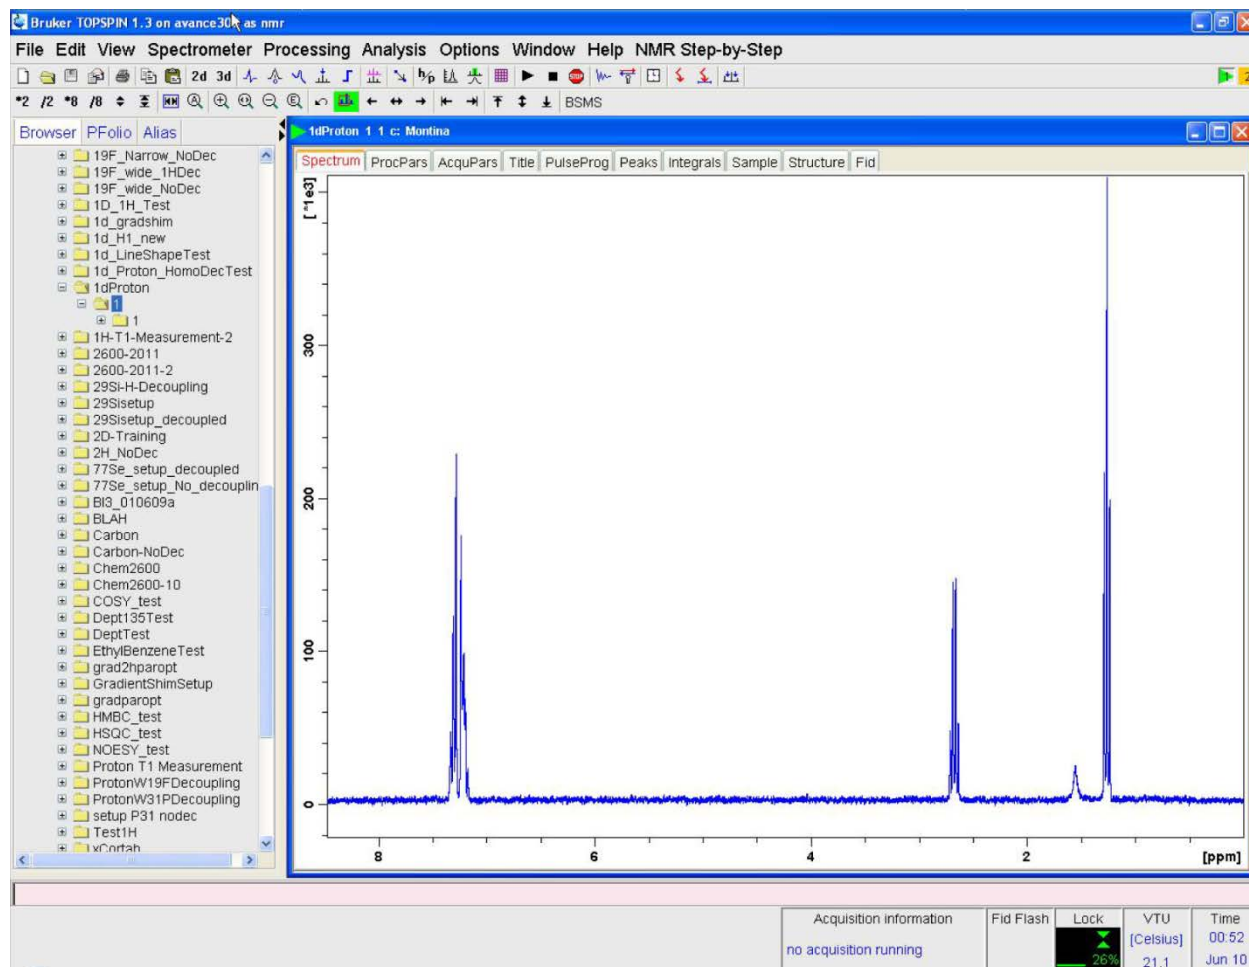 Bruker TOPSPIN 1.3 on avance300 as nmr
File Edit View Spectrometer Processing Analysis Options Window Help NMR Step-by-Step
2d 3d
*2 /2 *8 /8 BSMS
Browser PFolio Alias
19F_Narrow_NoDec
19F_wide_1HDec
19F_wide_NoDec
1D_1H_Test
1d_gradshim
1d_H1_new
1d_LineShapeTest
1d_Proton_HomoDecTest
1dProton
1
1
1H-T1-Measurement-2
2600-2011
2600-2011-2
29Si-H-Decoupling
29Sisetup
29Sisetup_decoupled
2D-Training
2H_NoDec
77Se_setup_decoupled
77Se_setup_No_decouplin
BI3_010609a
BLAH
Carbon
Carbon-NoDec
Chem2600
Chem2600-10
COSY_test
Dept135Test
DeptTest
EthylBenzeneTest
grad2hparopt
GradientShimSetup
gradparopt
HMBC_test
HSQC_test
NOESY_test
Proton T1 Measurement
ProtonW19FDecoupling
ProtonW31PDecoupling
setup P31 nodec
Test1H
xCortah
1dProton 1 1 c: Montina
Spectrum ProcPars AcquPars Title PulseProg Peaks Integrals Sample Structure Fid
[*1e3]
300
200
100
0
8 6 4 2 [ppm]
Acquisition information
no acquisition running
Fid Flash
Lock
26%
VTU
[Celsius]
21.1
Time
00:52
Jun 10